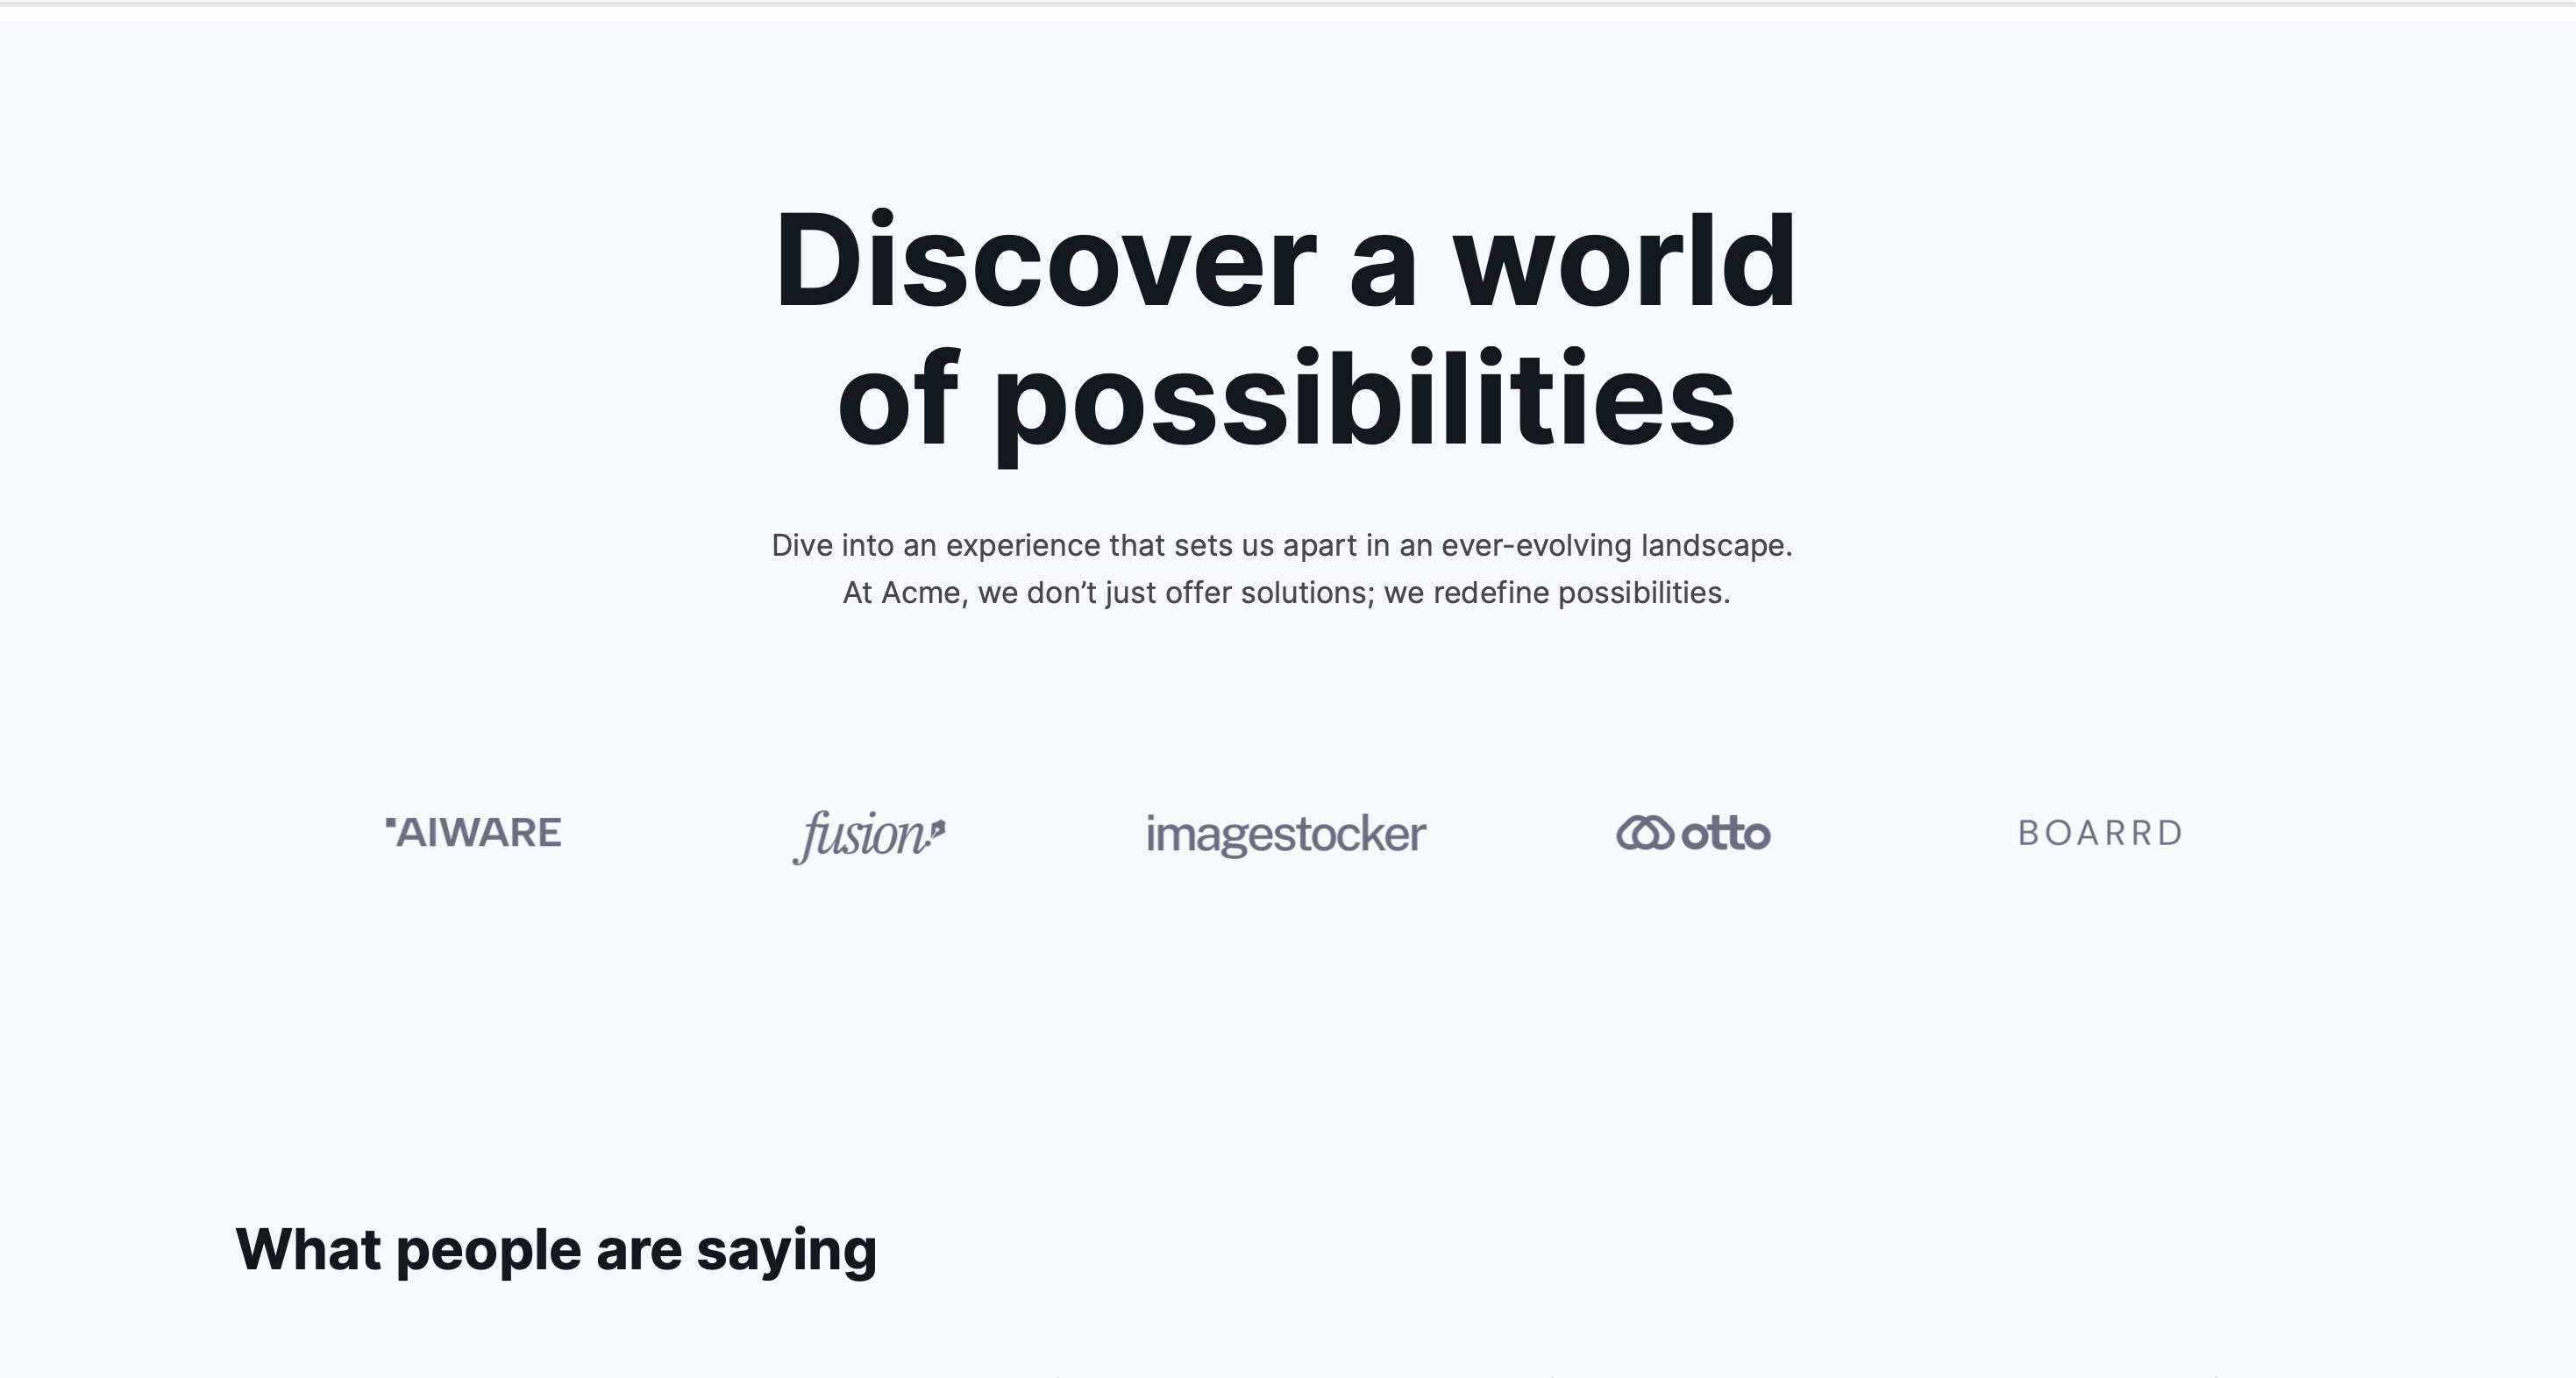 Discover a world
of possibilities
Dive into an experience that sets us apart in an ever-evolving landscape.
At Acme, we don’t just offer solutions; we redefine possibilities.
AIWARE
fusion
imagestocker
otto
BOARRD
What people are saying